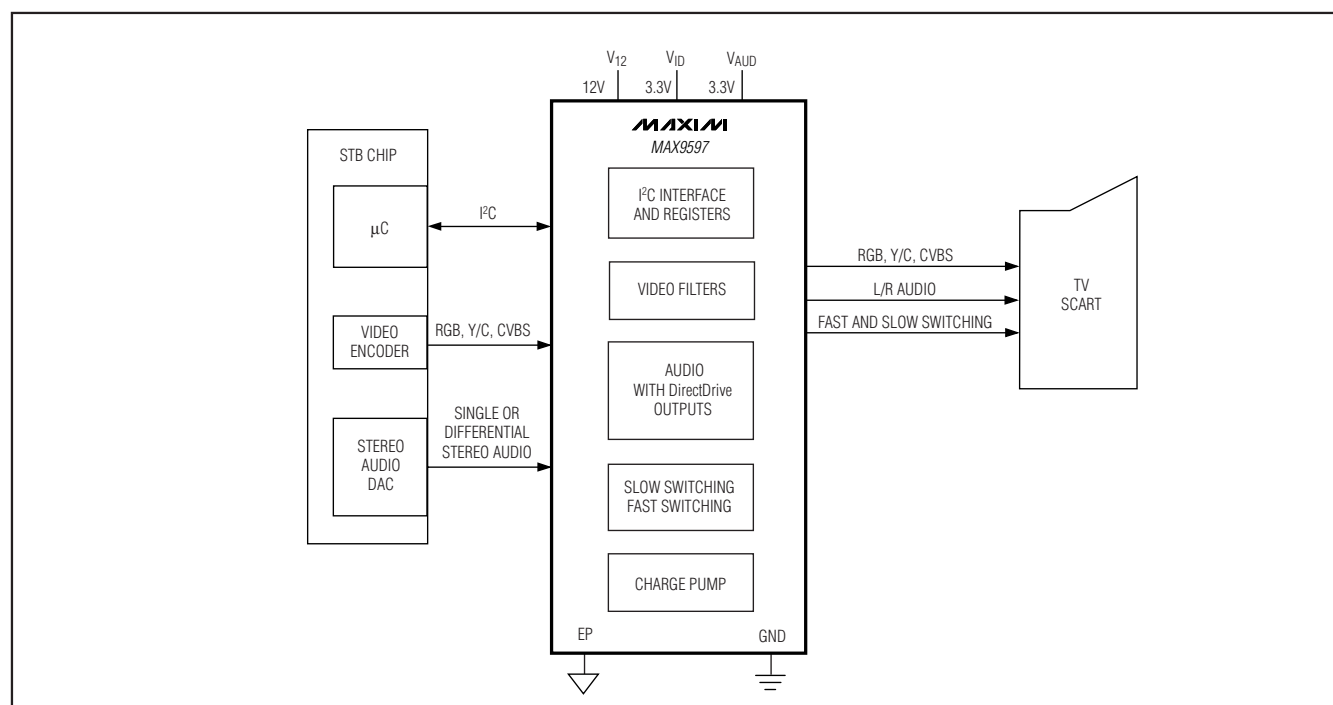 V12
VID
VAUD
12V
3.3V
3.3V
MAXIM
MAX9597
STB CHIP
µC
I²C
I²C INTERFACE
AND REGISTERS
VIDEO FILTERS
VIDEO
ENCODER
RGB, Y/C, CVBS
AUDIO
WITH DirectDrive
OUTPUTS
STEREO
AUDIO
DAC
SINGLE OR
DIFFERENTIAL
STEREO AUDIO
SLOW SWITCHING
FAST SWITCHING
CHARGE PUMP
EP
GND
RGB, Y/C, CVBS
L/R AUDIO
FAST AND SLOW SWITCHING
TV
SCART